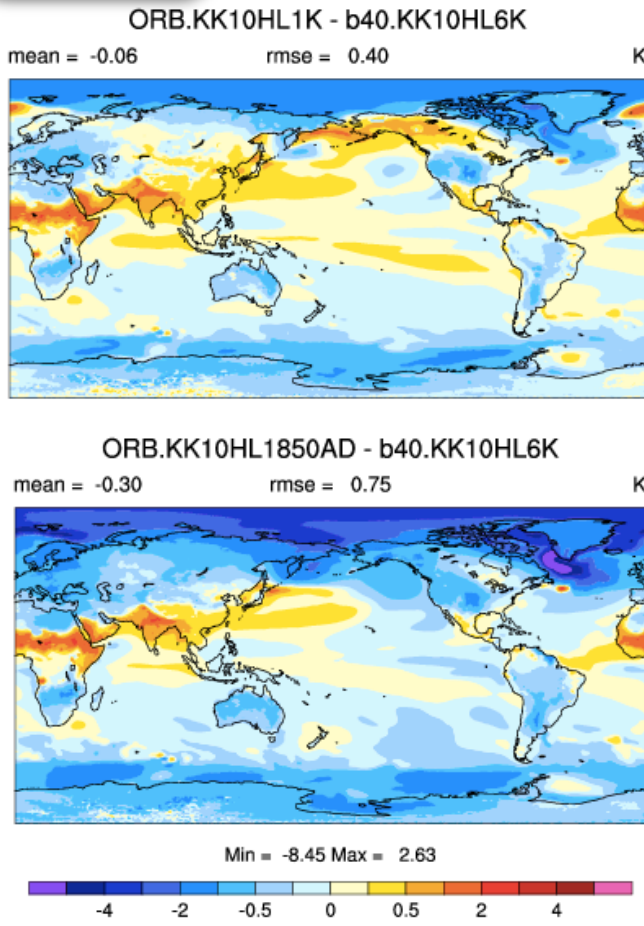 ORB.KK10HL1K - b40.KK10HL6K
mean = -0.06 rmse = 0.40 K
ORB.KK10HL1850AD - b40.KK10HL6K
mean = -0.30 rmse = 0.75 K
Min = -8.45 Max = 2.63
-4 -2 -0.5 0 0.5 2 4